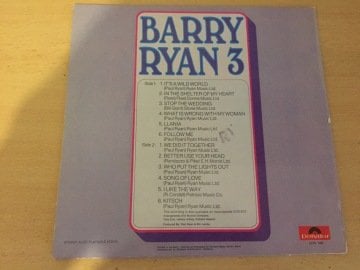 BARRY
RYAN 3
Side 1
1. IT'S A WILD WORLD
(Paul Ryan) Ryan Music Ltd.
2. IN THE SHELTER OF MY HEART
Music Ltd.
3. STOP THE WEDDING
Music Ltd.
4. WHAT IS WRONG WITH MY WOMAN
(Paul Ryan) Ryan Music Ltd.
5. LLARIA
(Paul Ryan) Ryan Music Ltd.
6. FOLLOW ME
(Paul Ryan) Ryan Music Ltd.
Side 2
1. WE DID IT TOGETHER
(Paul Ryan) Ryan Music Ltd.
2. BETTER USE YOUR HEAD
3. WHO PUT THE LIGHTS OUT
(Paul Ryan) Ryan Music Ltd.
4. SONG OF LOVE
(Paul Ryan) Ryan Music Ltd.
5. I LIKE THE WAY
6. KITSCH
(Paul Ryan) Ryan Music Ltd.
Polydor